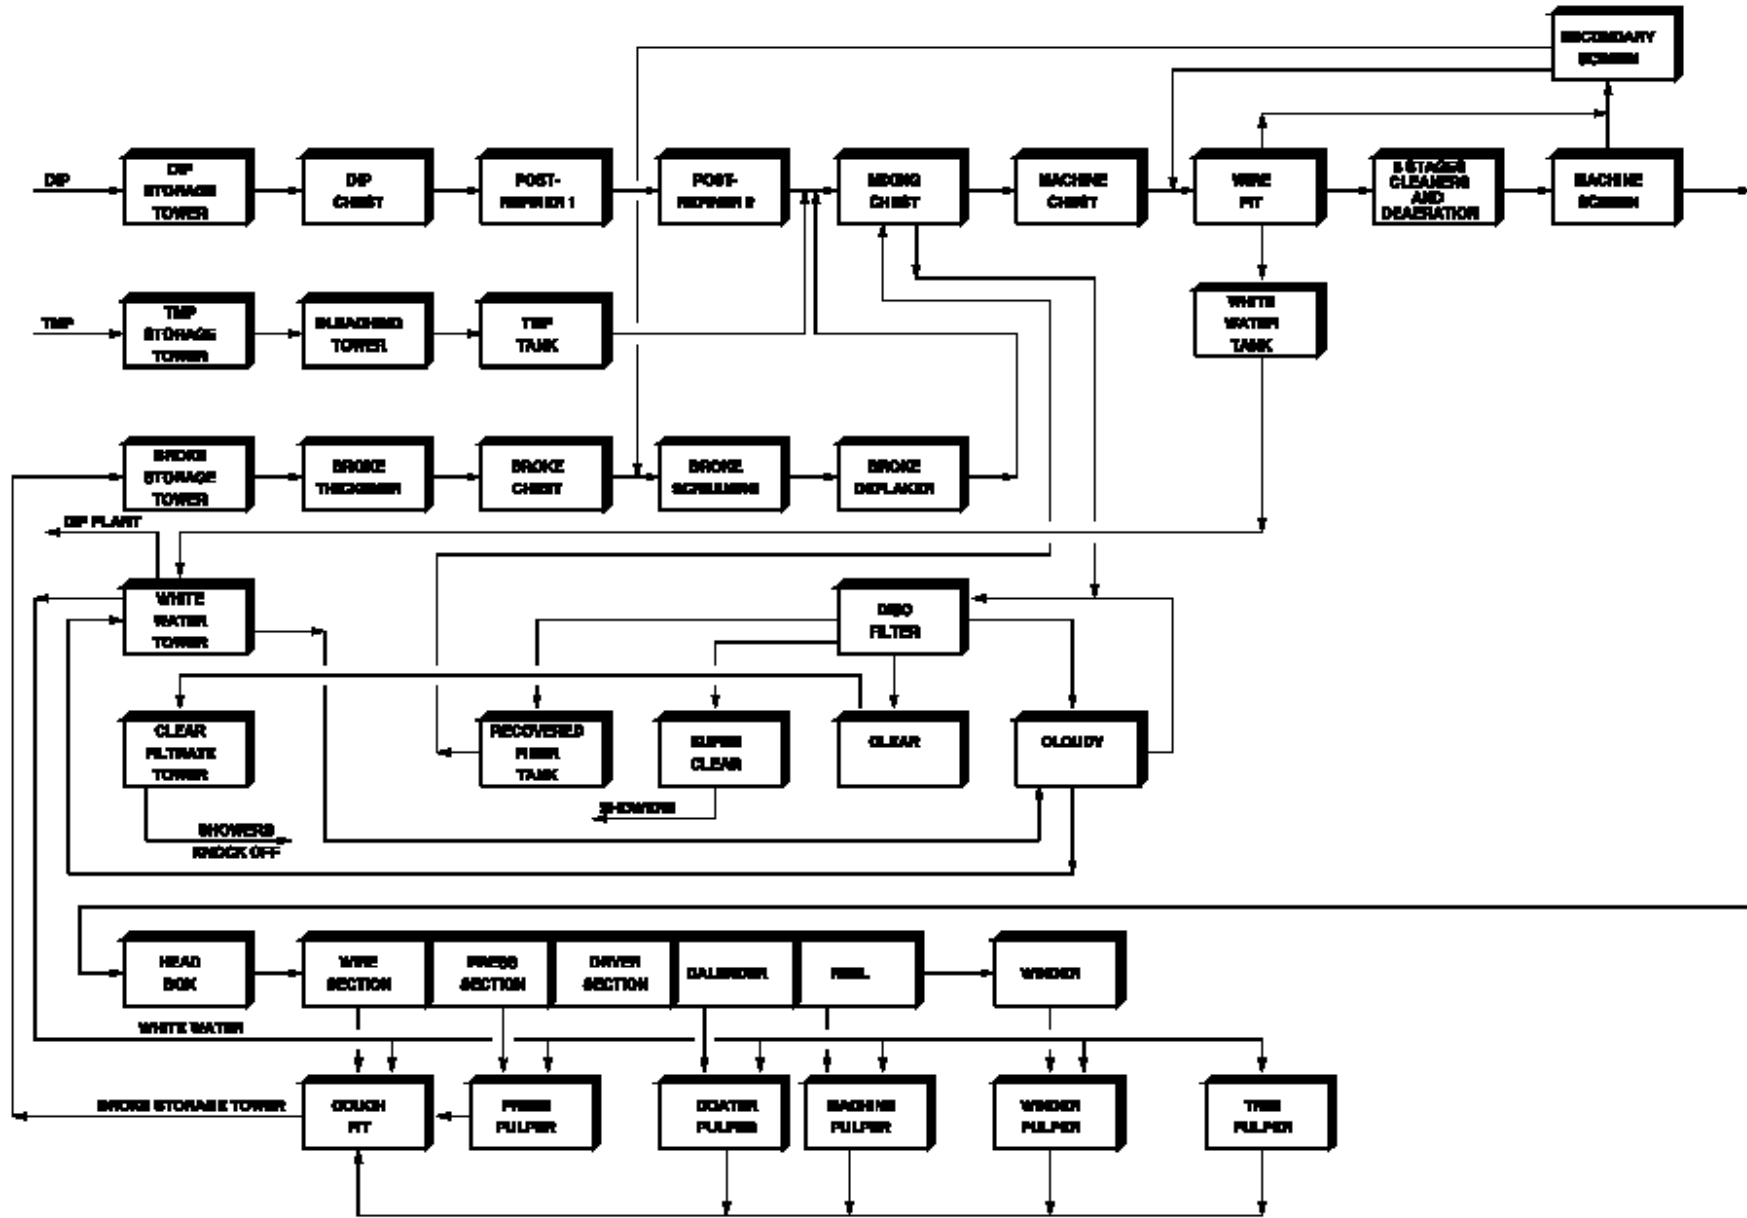 SECONDARY
SCREEN
DIP
DIP
STORAGE
TOWER
DIP
CHEST
POST-
REFINER 1
POST-
REFINER 2
MIXING
CHEST
MACHINE
CHEST
WIRE
PIT
5 STAGES
CLEANERS
AND
DEAERATION
MACHINE
SCREEN
TMP
TMP
STORAGE
TOWER
BLEACHING
TOWER
TMP
TANK
WHITE
WATER
TANK
BROKE
STORAGE
TOWER
BROKE
THICKENER
BROKE
CHEST
BROKE
SCREENING
BROKE
DEFLAKER
DIP PLANT
WHITE
WATER
TOWER
DISC
FILTER
CLEAR
FILTRATE
TOWER
RECOVERED
FIBER
TANK
SUPER
CLEAR
CLEAR
CLOUDY
SHOWERS
SHOWERS
KNOCK OFF
HEAD
BOX
WIRE
SECTION
PRESS
SECTION
DRYER
SECTION
CALENDER
REEL
WINDER
WHITE WATER
BROKE STORAGE TOWER
COUCH
PIT
PRESS
PULPER
COATER
PULPER
MACHINE
PULPER
WINDER
PULPER
TRIM
PULPER